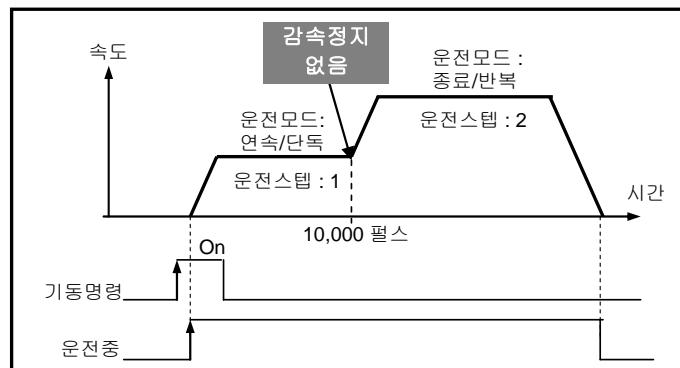 감속정지
없음
속도
운전모드 :
종료/반복
운전모드:
연속/단독
운전스텝 : 2
운전스텝 : 1
시간
10,000 펄스
On
기동명령
운전중